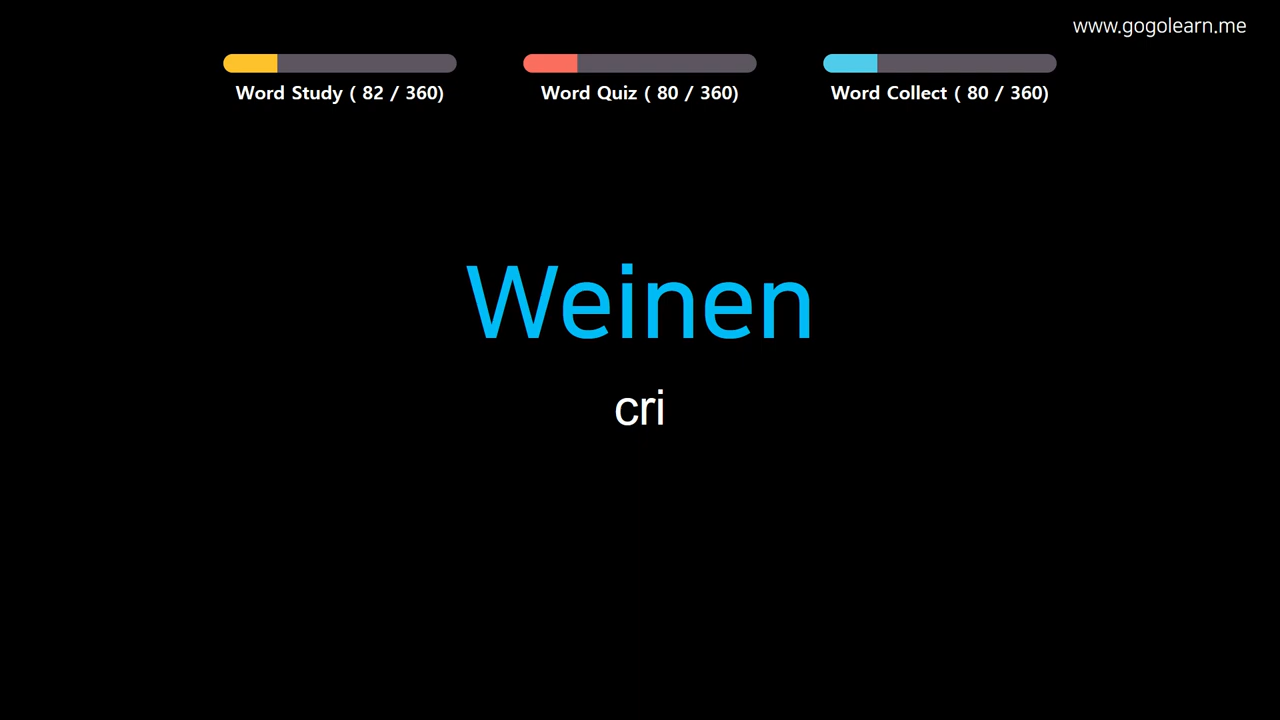 www.gogolearn.me
Word Study ( 82 / 360)
Word Quiz ( 80 / 360)
Word Collect ( 80 / 360)
Weinen
cri